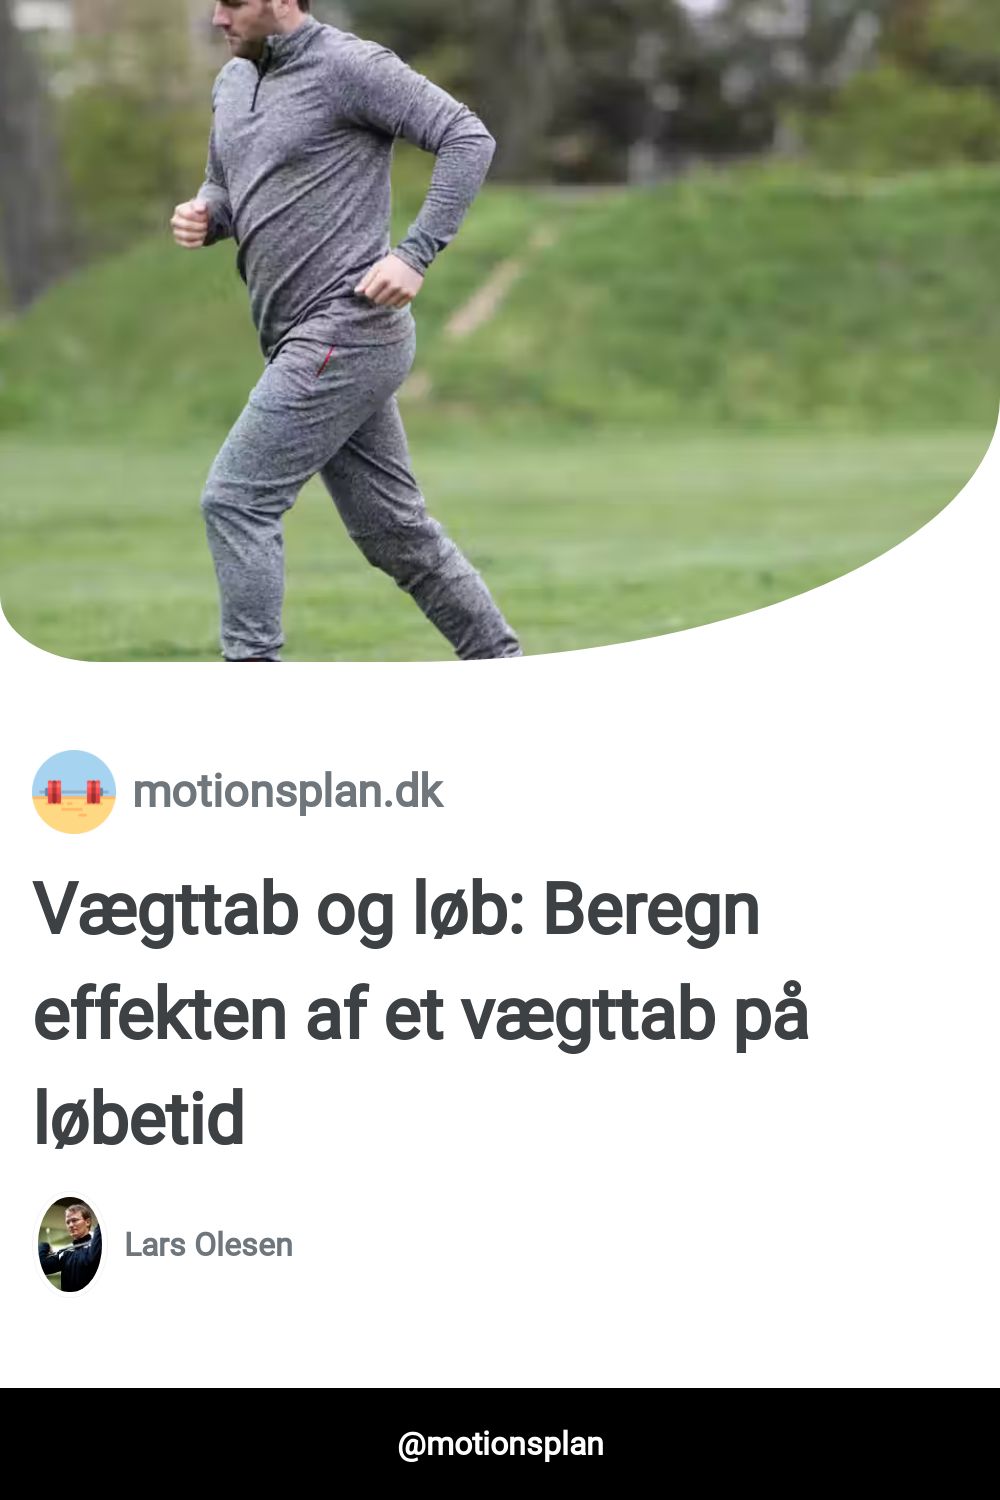 motionsplan.dk
Vægttab og løb: Beregn
effekten af et vægttab på
løbetid
Lars Olesen
@motionsplan